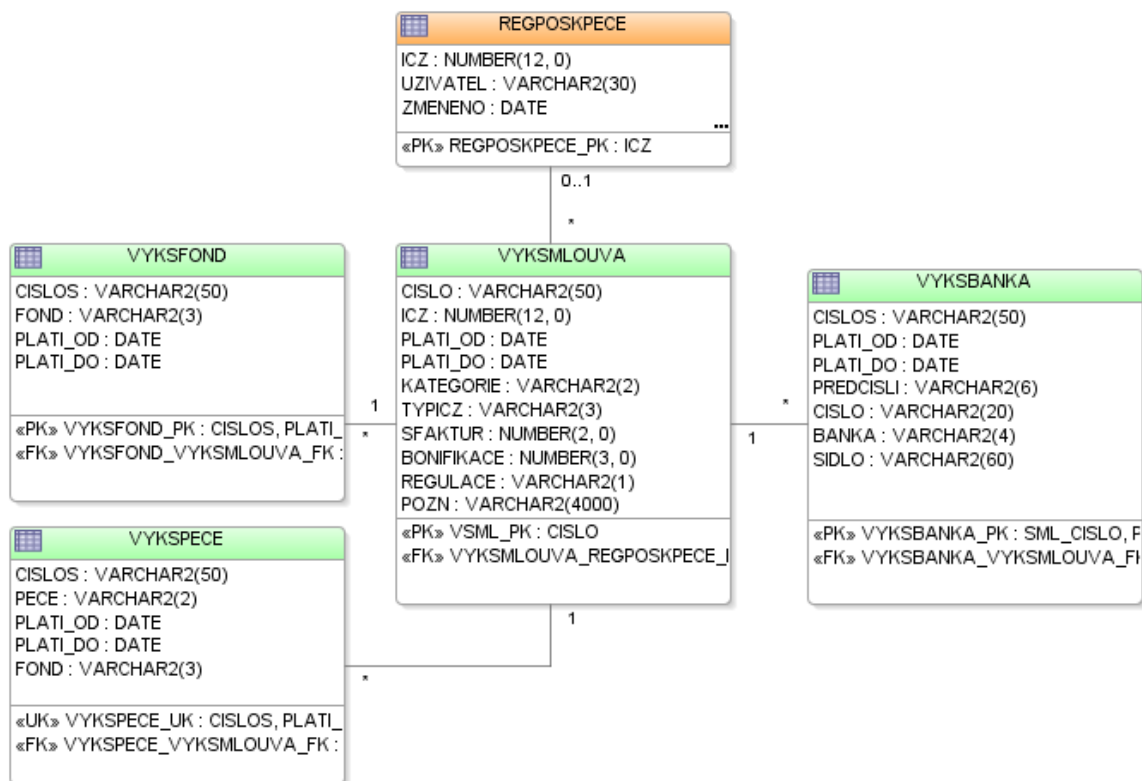 REGPOSKPECE
ICZ : NUMBER(12, 0)
UZIVATEL : VARCHAR2(30)
ZMENENO : DATE
...
«PK» REGPOSKPECE_PK : ICZ
0..1
*
VYKSFOND
CISLOS : VARCHAR2(50)
FOND : VARCHAR2(3)
PLATI_OD : DATE
PLATI_DO : DATE
«PK» VYKSFOND_PK : CISLOS, PLATI_
«FK» VYKSFOND_VYKSMLOUVA_FK :
1
*
VYKSMLOUVA
CISLO : VARCHAR2(50)
ICZ : NUMBER(12, 0)
PLATI_OD : DATE
PLATI_DO : DATE
KATEGORIE : VARCHAR2(2)
TYPICZ : VARCHAR2(3)
SFAKTUR : NUMBER(2, 0)
BONIFIKACE : NUMBER(3, 0)
REGULACE : VARCHAR2(1)
POZN : VARCHAR2(4000)
«PK» VSML_PK : CISLO
«FK» VYKSMLOUVA_REGPOSKPECE_
*
1
VYKSBANKA
CISLOS : VARCHAR2(50)
PLATI_OD : DATE
PLATI_DO : DATE
PREDCISLI : VARCHAR2(6)
CISLO : VARCHAR2(20)
BANKA : VARCHAR2(4)
SIDLO : VARCHAR2(60)
«PK» VYKSBANKA_PK : SML_CISLO, P
«FK» VYKSBANKA_VYKSMLOUVA_F
VYKSPECE
CISLOS : VARCHAR2(50)
PECE : VARCHAR2(2)
PLATI_OD : DATE
PLATI_DO : DATE
FOND : VARCHAR2(3)
«UK» VYKSPECE_UK : CISLOS, PLATI_
«FK» VYKSPECE_VYKSMLOUVA_FK :
1
*